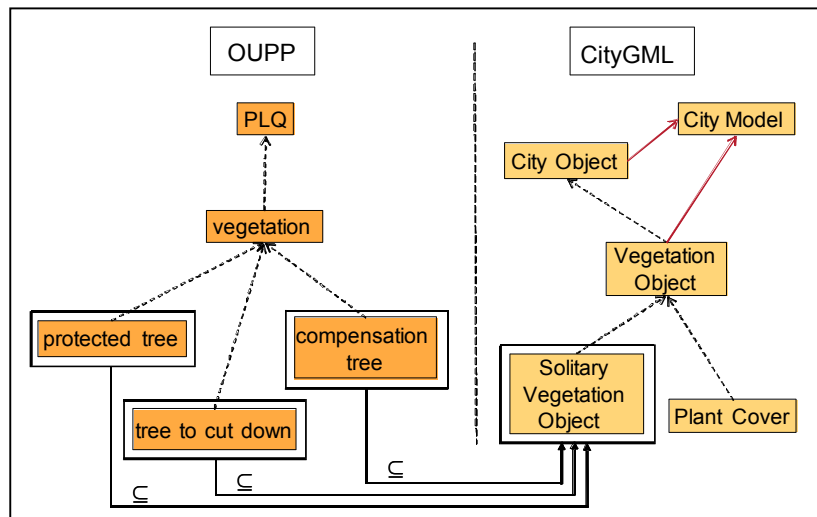 OUPP
CityGML
PLQ
City Model
City Object
vegetation
Vegetation
Object
protected tree
compensation
tree
Solitary
Vegetation
Object
tree to cut down
Plant Cover
⊆
⊆
⊆